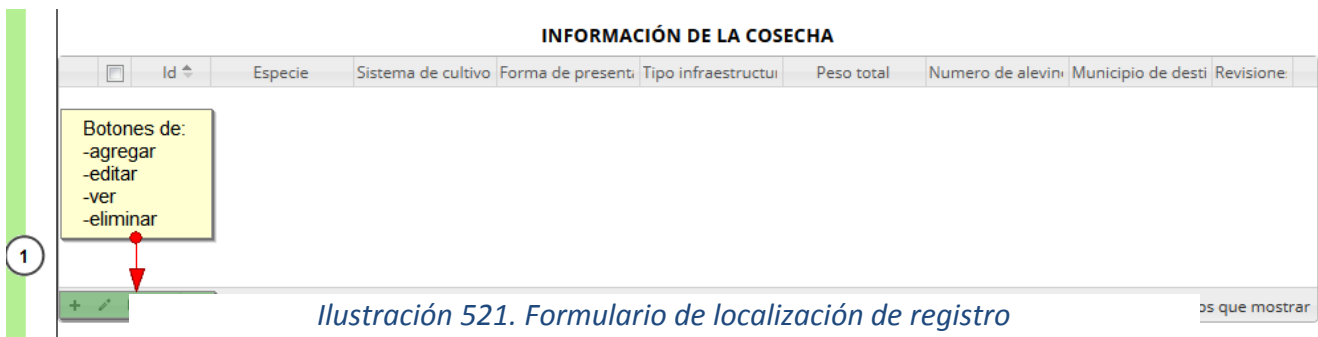 INFORMACIÓN DE LA COSECHA
Id Especie Sistema de cultivo Forma de present Tipo infraestructu Peso total Numero de alevin Municipio de desti Revisione
Botones de:
-agregar
-editar
-ver
-eliminar
1
Ilustración 521. Formulario de localización de registro
os que mostrar